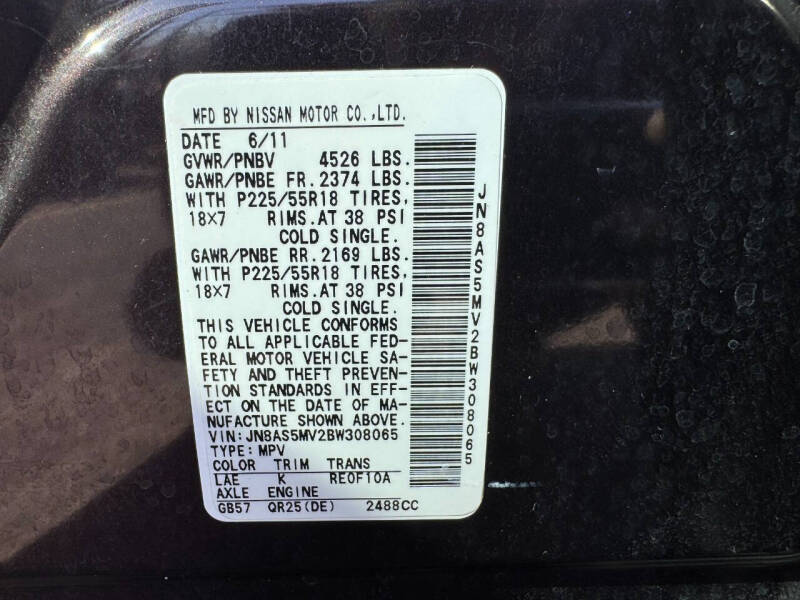 MFD BY NISSAN MOTOR CO.,LTD.
DATE 6/11
GVWR/PNBV 4526 LBS.
GAWR/PNBE FR.2374 LBS.
WITH P225/55R18 TIRES,
18X7 RIMS.AT 38 PSI
COLD SINGLE.
GAWR/PNBE RR.2169 LBS.
WITH P225/55R18 TIRES,
18X7 RIMS.AT 38 PSI
COLD SINGLE.
THIS VEHICLE CONFORMS
TO ALL APPLICABLE FED-
ERAL MOTOR VEHICLE SA-
FETY AND THEFT PREVEN-
TION STANDARDS IN EFF-
ECT ON THE DATE OF MA-
NUFACTURE SHOWN ABOVE.
VIN:JN8AS5MV2BW308065
TYPE:MPV
COLOR TRIM TRANS
LAE K RE0F10A
AXLE ENGINE
GB57 QR25(DE) 2488CC
JN8AS5MV2BW308065